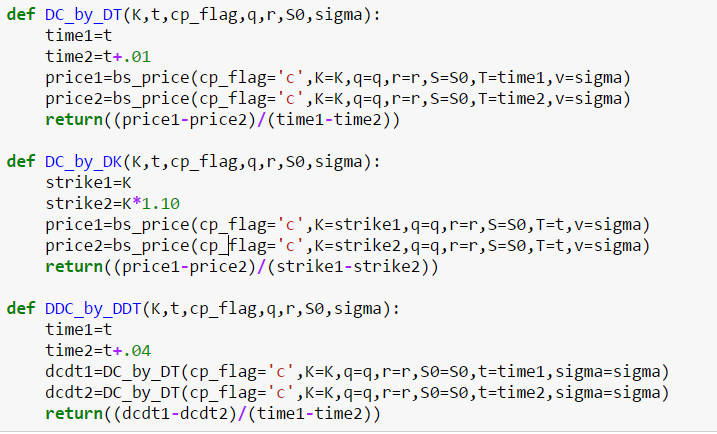 def DC_by_DT(K,t,cp_flag,q,r,S0,sigma):
    time1=t
    time2=t+.01
    price1=bs_price(cp_flag='c',K=K,q=q,r=r,S=S0,T=time1,v=sigma)
    price2=bs_price(cp_flag='c',K=K,q=q,r=r,S=S0,T=time2,v=sigma)
    return((price1-price2)/(time1-time2))

def DC_by_DK(K,t,cp_flag,q,r,S0,sigma):
    strike1=K
    strike2=K*1.10
    price1=bs_price(cp_flag='c',K=strike1,q=q,r=r,S=S0,T=t,v=sigma)
    price2=bs_price(cp_flag='c',K=strike2,q=q,r=r,S=S0,T=t,v=sigma)
    return((price1-price2)/(strike1-strike2))

def DDC_by_DDT(K,t,cp_flag,q,r,S0,sigma):
    time1=t
    time2=t+.04
    dcdt1=DC_by_DT(cp_flag='c',K=K,q=q,r=r,S0=S0,t=time1,sigma=sigma)
    dcdt2=DC_by_DT(cp_flag='c',K=K,q=q,r=r,S0=S0,t=time2,sigma=sigma)
    return((dcdt1-dcdt2)/(time1-time2))